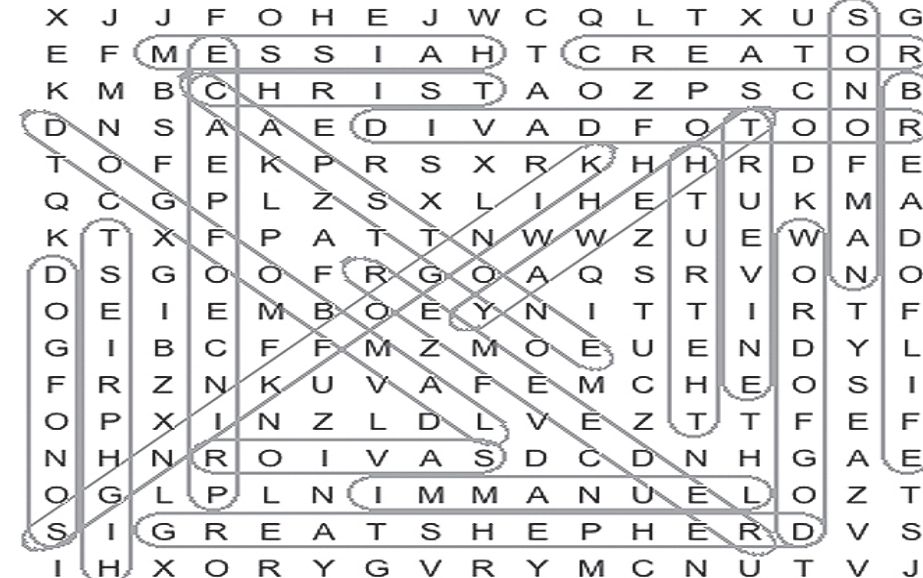 X J J F O H E J W C Q L T X U S G
E F M E S S I A H T C R E A T O R
K M B C H R I S T A O Z P S C N B
D N S A A E D I V A D F O T O O R
T O F E K P R S X R K H H R D F E
Q C G P L Z S X L I H E T U K M A
K T X F P A T T N W W Z U E W A D
D S G O O F R G O A Q S R V O N O
O E I E M B O E Y N I T T I R T F
G I B C F F M Z M O E U E N D Y L
F R Z N K U V A F E M C H E O S I
O P X I N Z L D L V E Z T T F E F
N H N R O I V A S D C D N H G A E
O G L P L N I M M A N U E L O Z T
S I G R E A T S H E P H E R D V S
I H X O R Y G V R Y M C N U T V J